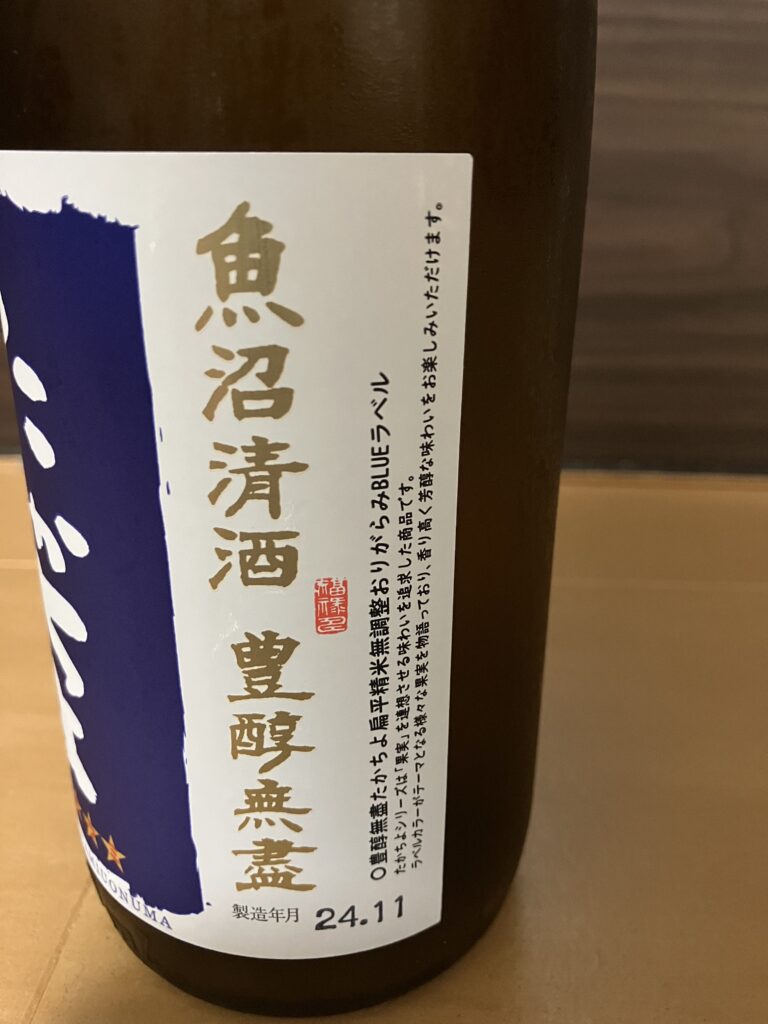 魚沼清酒 豊醇無盡
〇豊醇無盡たかちよ扁平精米無調整おりがらみBLUEラベル
たかちよシリーズは「果実」を連想させる味わいを追求した商品です。
ラベルカラーがテーマとなる様々な果実を物語っており、香り高く芳醇な味わいをお楽しみいただけます。
製造年月 24.11